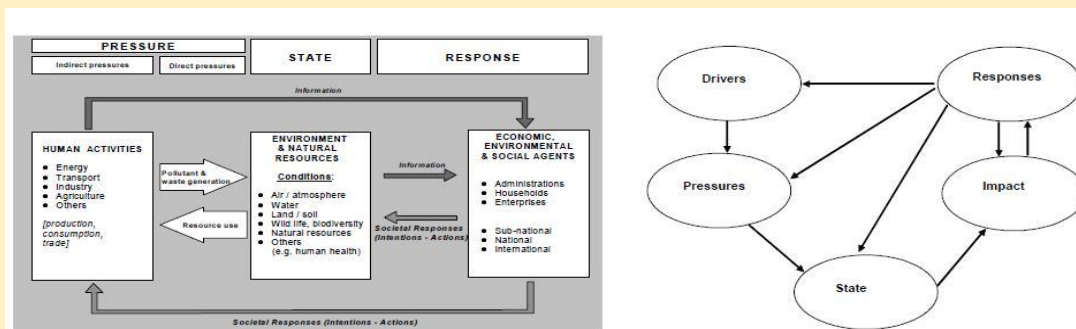 PRESSURE
Indirect pressures
Direct pressures
STATE
RESPONSE
Information
HUMAN ACTIVITIES
● Energy
● Transport
● Industry
● Agriculture
● Others
[production,
consumption,
trade]
Pollutant &
waste generation
Resource use
ENVIRONMENT
& NATURAL
RESOURCES
Conditions:
● Air / atmosphere
● Water
● Land / soil
● Wild life, biodiversity
● Natural resources
● Others
(e.g. human health)
Information
Societal Responses
(Intentions - Actions)
ECONOMIC,
ENVIRONMENTAL
& SOCIAL AGENTS
● Administrations
● Households
● Enterprises
● Sub-national
● National
● International
Societal Responses (Intentions - Actions)
Drivers
Responses
Pressures
Impact
State